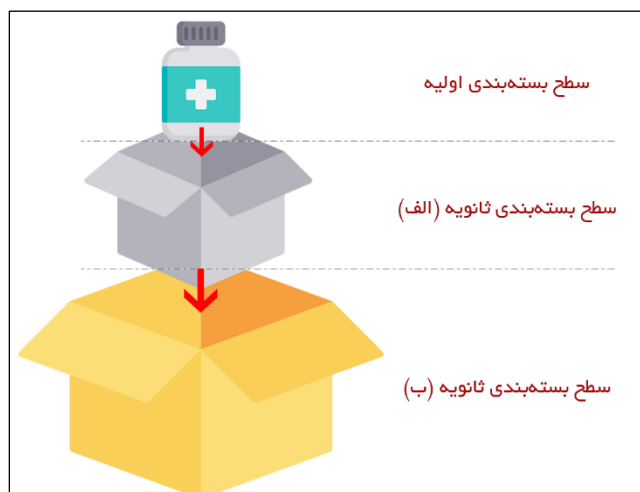 سطح بسته‌بندی اولیه
سطح بسته‌بندی ثانویه (الف)
سطح بسته‌بندی ثانویه (ب)